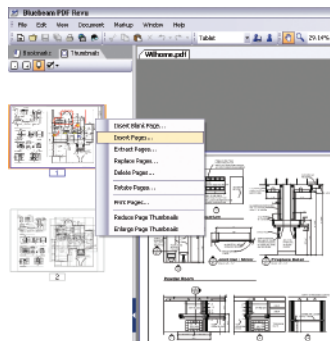 Bluebeam PDF Revu
File Edit View Document Markup Window Help
Tablet
29.14%
Bookmarks Thumbnails
Wilhome.pdf
Insert Blank Page...
Insert Pages...
Extract Pages...
Replace Pages...
Delete Pages...
Rotate Pages...
Print Pages...
Reduce Page Thumbnails
Enlarge Page Thumbnails
1
2
Powder Room